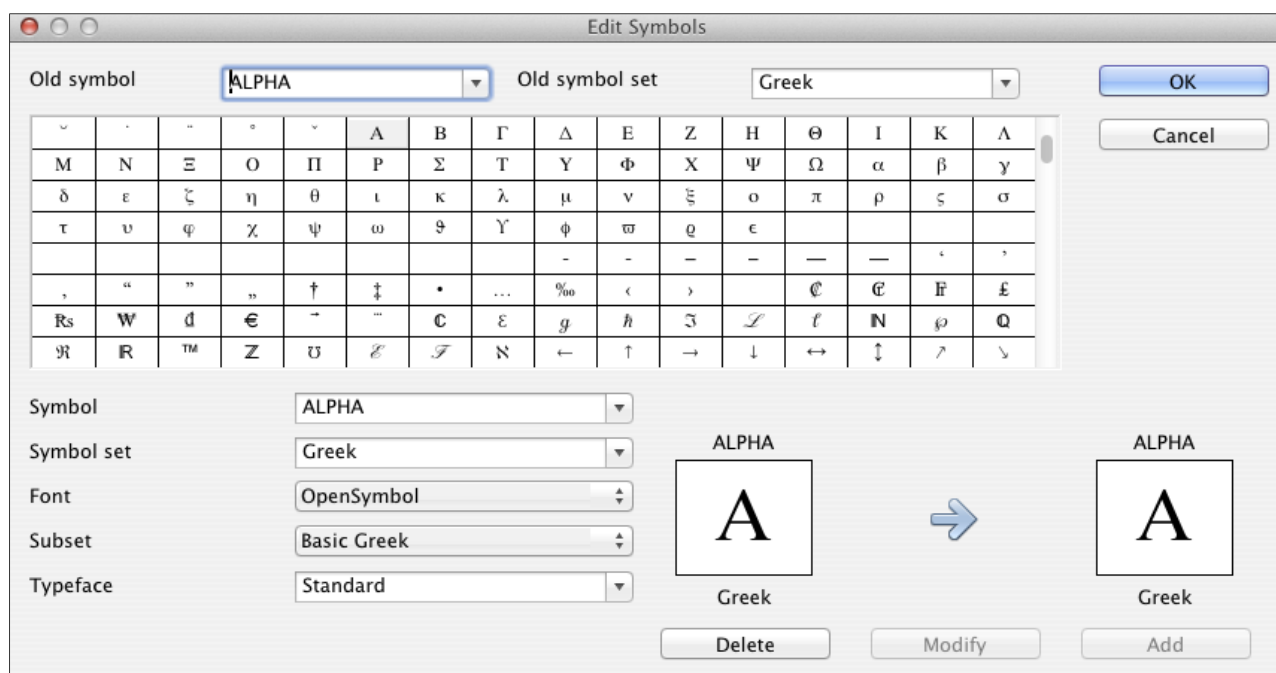 Edit Symbols
Old symbol ALPHA Old symbol set Greek OK
Cancel
˘ ˙ ¨ ° ˇ Α Β Γ Δ Ε Ζ Η Θ Ι Κ Λ
Μ Ν Ξ Ο Π Ρ Σ Τ Υ Φ Χ Ψ Ω α β γ
δ ε ζ η θ ι κ λ μ ν ξ ο π ρ ς σ
τ υ φ χ ψ ω ϑ ϒ ϕ ϖ ϱ ϵ
- ‑ ‒ – — ― ‘ ’
‚ “ ” „ † ‡ • … ‰ ‹ › ₡ ₢ ₣ ₤
₨ ₩ ₫ € ℂ ℇ ℊ ℏ ℑ ℒ ℓ ℕ ℘ ℚ
ℜ ℝ ™ ℤ ℧ ℰ ℱ ℵ ← ↑ → ↓ ↔ ↕ ↗ ↘
Symbol ALPHA
Symbol set Greek
Font OpenSymbol
Subset Basic Greek
Typeface Standard
ALPHA ALPHA
Α Α
Greek Greek
Delete Modify Add